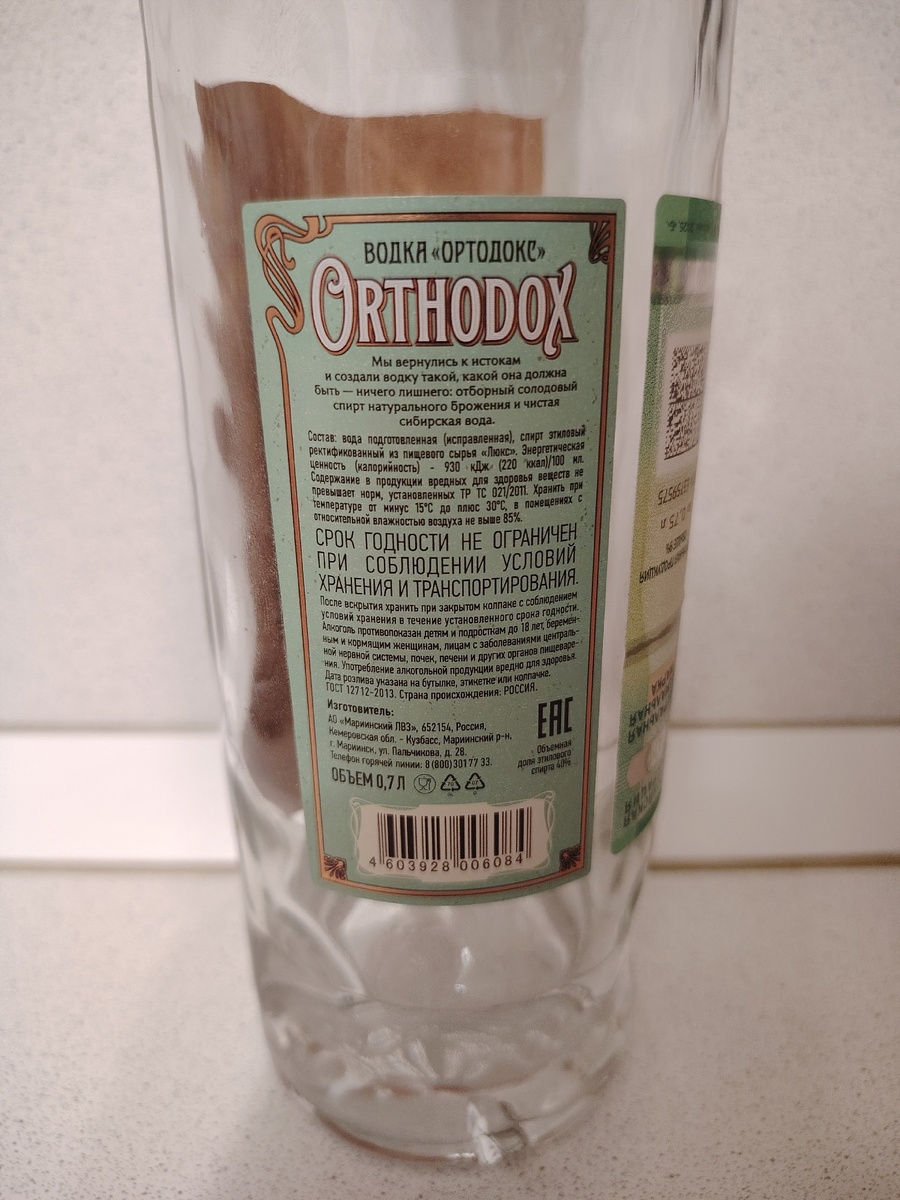 ВОДКА «ОРТОДОКС»
ORTHODOX
Мы вернулись к истокам
и создали водку такой, какой она должна
быть — ничего лишнего: отборный солодовый
спирт натурального брожения и чистая
сибирская вода.
Состав: вода подготовленная (исправленная), спирт этиловый
ректификованный из пищевого сырья «Люкс». Энергетическая
ценность (калорийность) - 930 кДж (220 ккал)/100 мл.
Содержание в продукции вредных для здоровья веществ не
превышает норм, установленных ТР ТС 021/2011. Хранить при
температуре от минус 15°С до плюс 30°С, в помещениях с
относительной влажностью воздуха не выше 85%.
СРОК ГОДНОСТИ НЕ ОГРАНИЧЕН
ПРИ СОБЛЮДЕНИИ УСЛОВИЙ
ХРАНЕНИЯ И ТРАНСПОРТИРОВАНИЯ.
После вскрытия хранить при закрытом колпаке с соблюдением
условий хранения в течение установленного срока годности.
Алкоголь противопоказан детям и подросткам до 18 лет, беремен-
ным и кормящим женщинам, лицам с заболеваниями централь-
ной нервной системы, почек, печени и других органов пищеваре-
ния. Употребление алкогольной продукции вредно для здоровья.
Дата розлива указана на бутылке, этикетке или колпачке.
ГОСТ 12712-2013. Страна происхождения: РОССИЯ.
Изготовитель:
АО «Мариинский ЛВЗ», 652154, Россия,
Кемеровская обл. - Кузбасс, Мариинский р-н,
г. Мариинск, ул. Пальчикова, д. 28.
Телефон горячей линии: 8 (800) 301 77 33.
ОБЪЕМ 0,7 Л
EAC
Объемная
доля этилового
спирта 40%
4 603928 006084